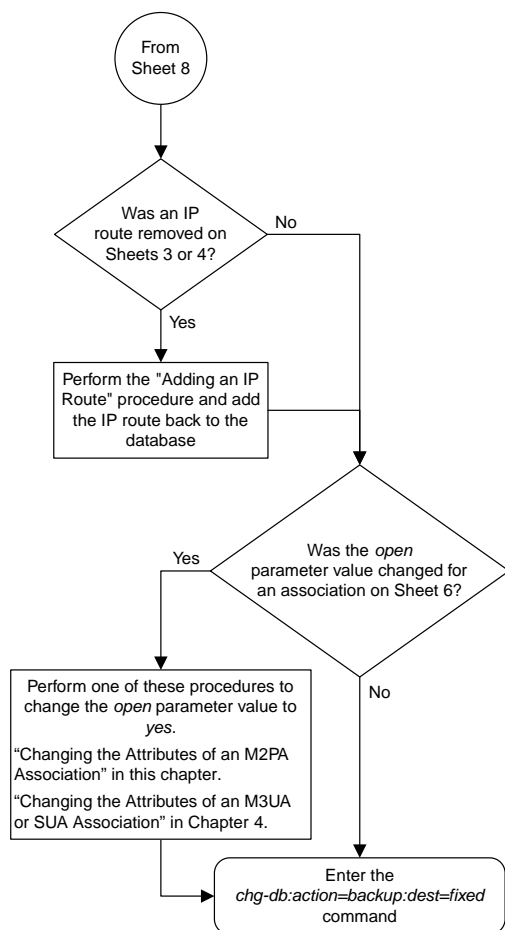 From
Sheet 8
Was an IP
route removed on
Sheets 3 or 4?
No
Yes
Perform the "Adding an IP
Route" procedure and add
the IP route back to the
database
Was the open
parameter value changed for
an association on Sheet 6?
Yes
No
Perform one of these procedures to
change the open parameter value to
yes.
“Changing the Attributes of an M2PA
Association” in this chapter.
“Changing the Attributes of an M3UA
or SUA Association” in Chapter 4.
Enter the
chg-db:action=backup:dest=fixed
command